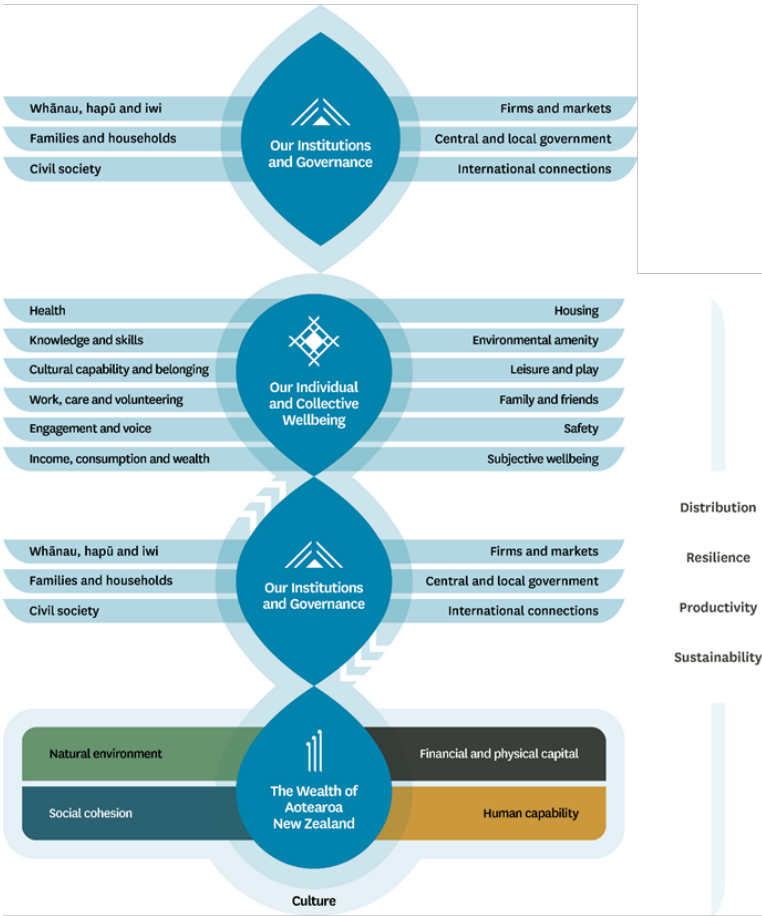 Whānau, hapū and iwi
Firms and markets
Families and households
Central and local government
Civil society
International connections
Our Institutions
and Governance
Health
Housing
Knowledge and skills
Environmental amenity
Cultural capability and belonging
Leisure and play
Work, care and volunteering
Family and friends
Engagement and voice
Safety
Income, consumption and wealth
Subjective wellbeing
Our Individual
and Collective
Wellbeing
Distribution
Resilience
Productivity
Sustainability
Whānau, hapū and iwi
Firms and markets
Families and households
Central and local government
Civil society
International connections
Our Institutions
and Governance
Natural environment
Financial and physical capital
Social cohesion
Human capability
The Wealth of
Aotearoa
New Zealand
Culture